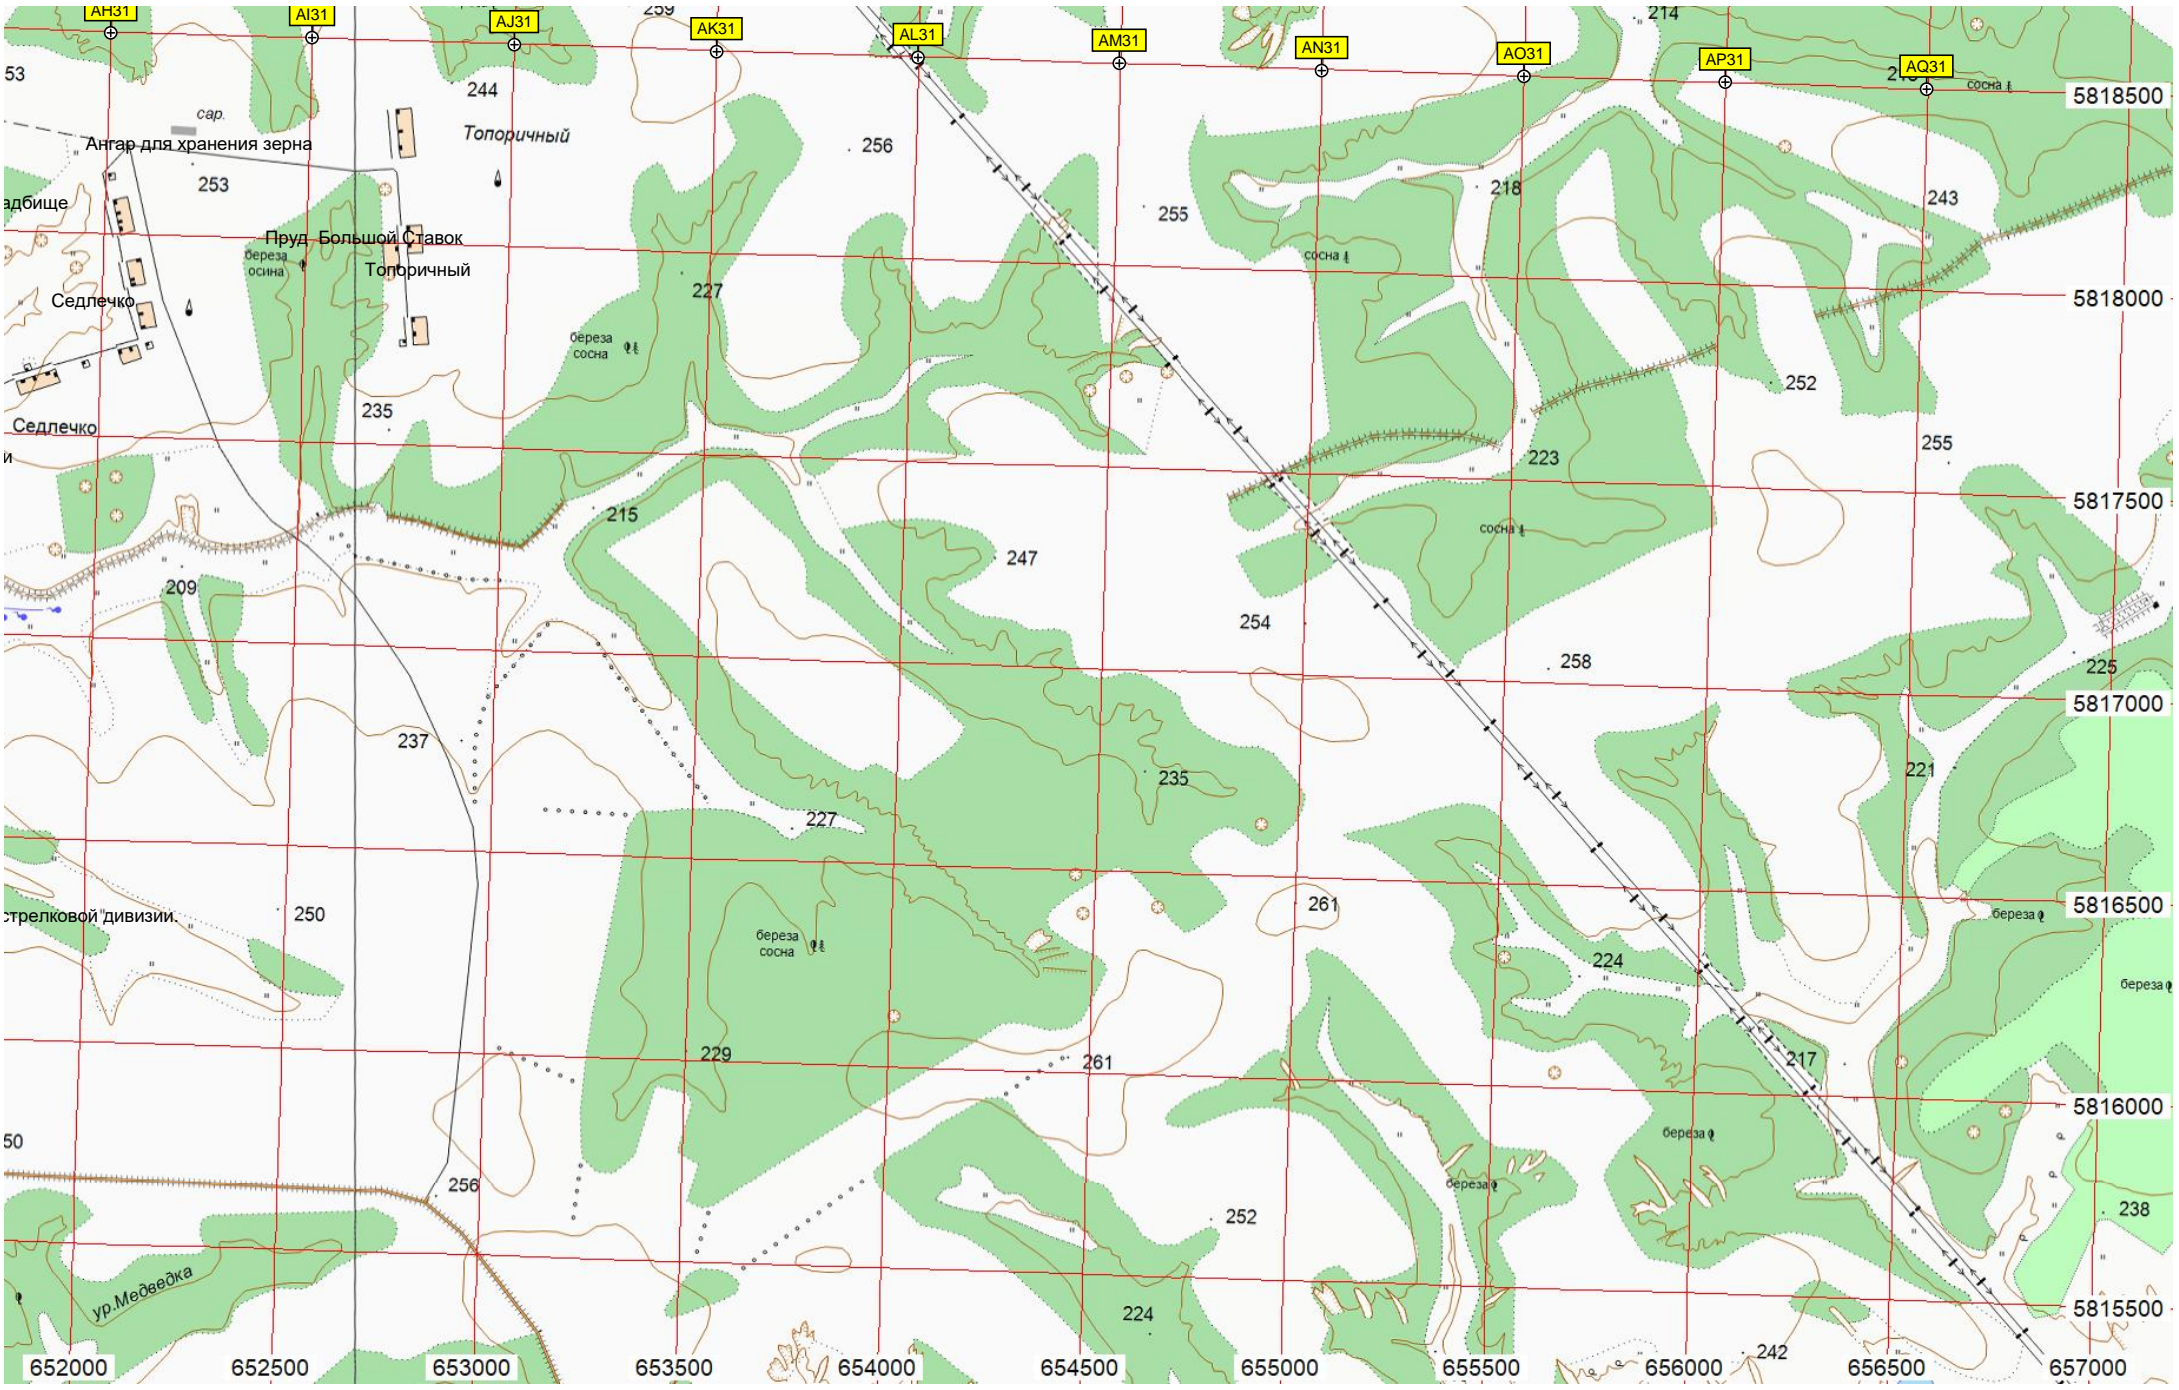 AH31
AI31
AJ31
AK31
259
AL31
AM31
AN31
AO31
214
AP31
AQ31
сосна
5818500
53
244
сар.
Топоричный
Ангар для хранения зерна
256
253
218
243
адбище
255
Пруд Большой Ставок
береза
осина
Топоричный
сосна
227
Седлечко
5818000
береза
сосна
252
235
Седлечко
255
и
223
5817500
215
сосна
247
209
254
258
225
5817000
237
235
221
227
261
5816500
стрелковой дивизии.
250
береза
береза
сосна
224
береза
229
261
217
5816000
50
береза
256
береза
252
238
ур.Медведка
224
5815500
242
652000
652500
653000
653500
654000
654500
655000
655500
656000
656500
657000